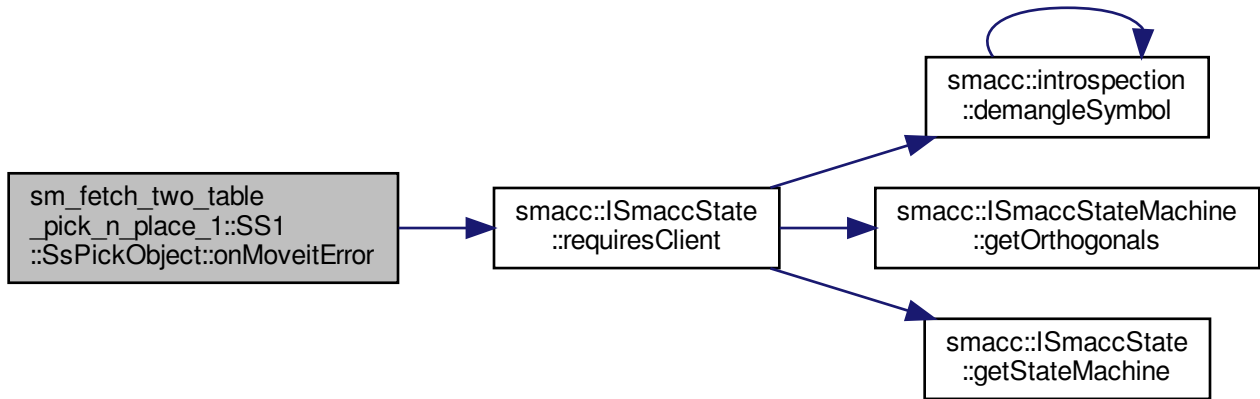 sm_fetch_two_table
_pick_n_place_1::SS1
::SsPickObject::onMoveitError
smacc::ISmaccState
::requiresClient
smacc::introspection
::demangleSymbol
smacc::ISmaccStateMachine
::getOrthogonals
smacc::ISmaccState
::getStateMachine